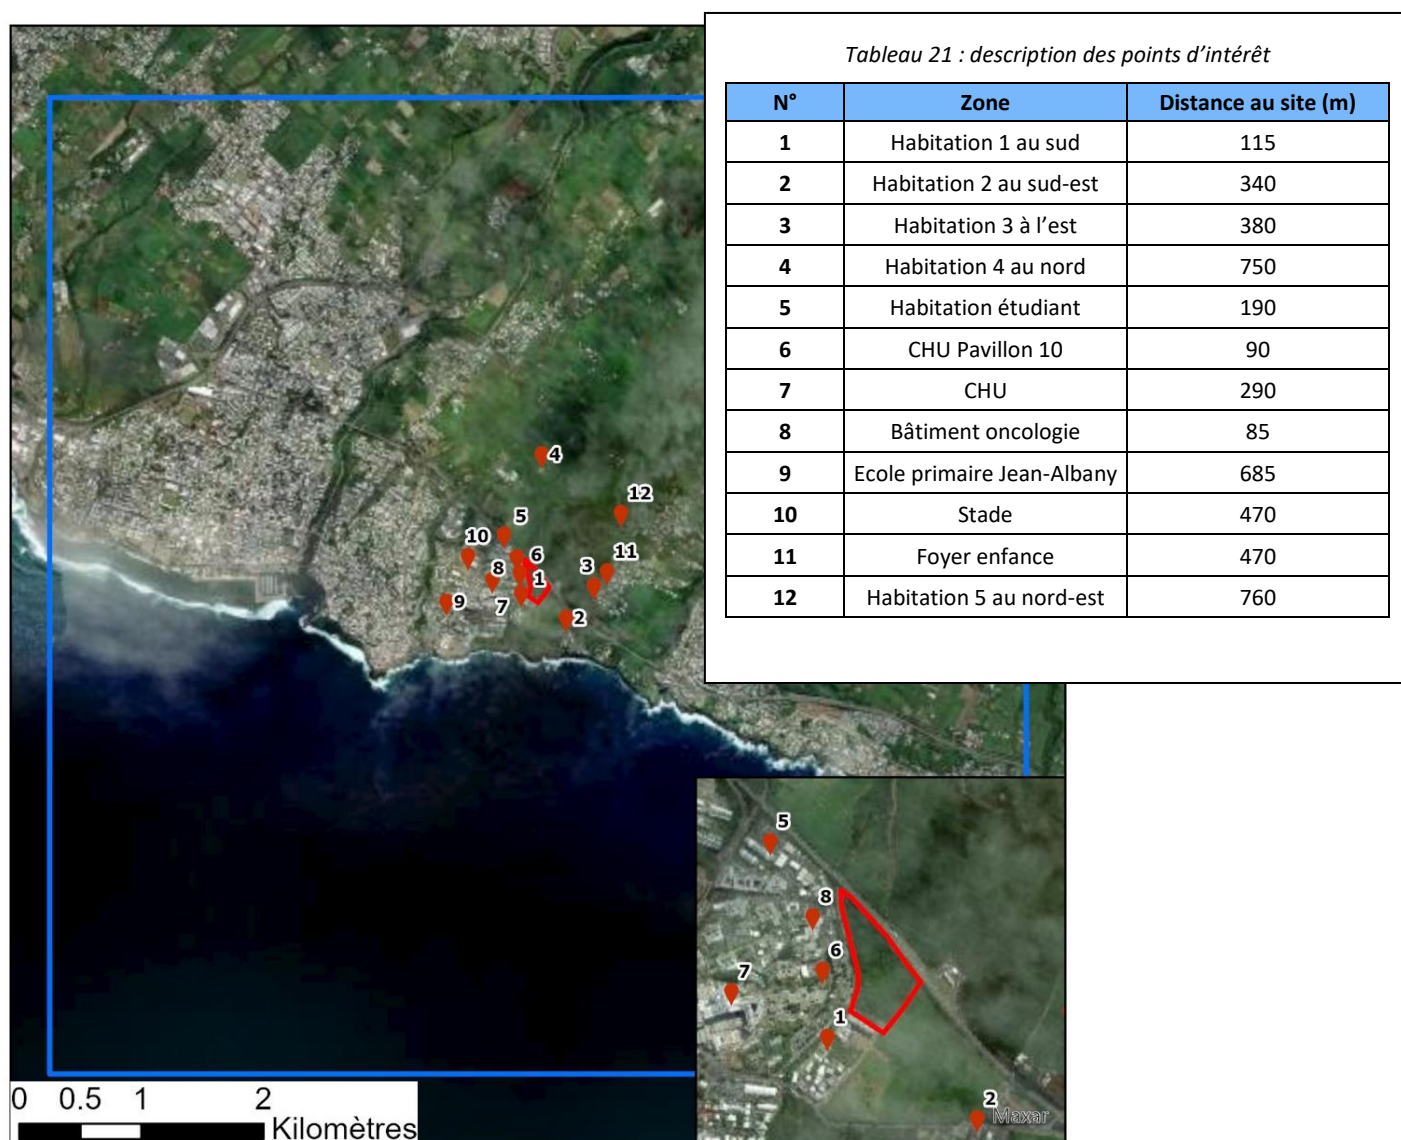 Tableau 21 : description des points d’intérêt
N° Zone Distance au site (m)
1 Habitation 1 au sud 115
2 Habitation 2 au sud-est 340
3 Habitation 3 à l’est 380
4 Habitation 4 au nord 750
5 Habitation étudiant 190
6 CHU Pavillon 10 90
7 CHU 290
8 Bâtiment oncologie 85
9 Ecole primaire Jean-Albany 685
10 Stade 470
11 Foyer enfance 470
12 Habitation 5 au nord-est 760
4
12
5
10
6
11
8
1
3
9
7
2
5
8
6
7
1
2
Maxar
0 0.5 1 2
Kilomètres